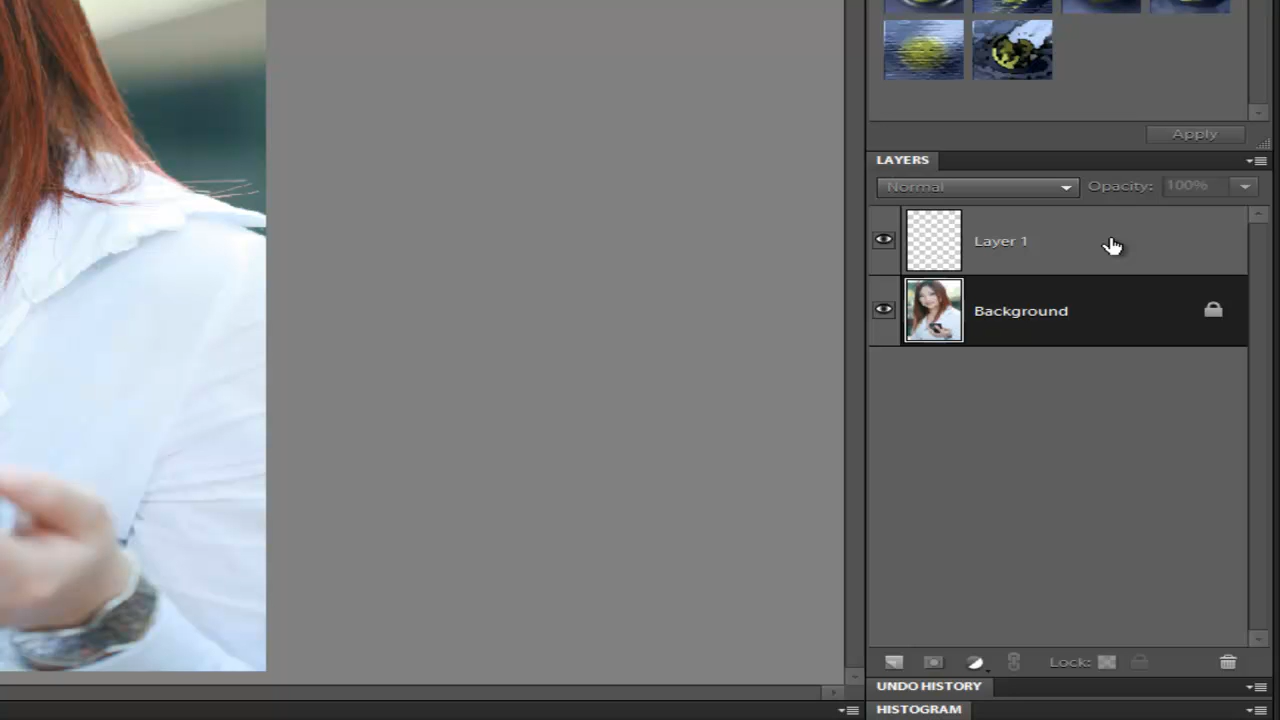 Apply
LAYERS
Normal Opacity: 100%
Layer 1
Background
Lock:
UNDO HISTORY
HISTOGRAM